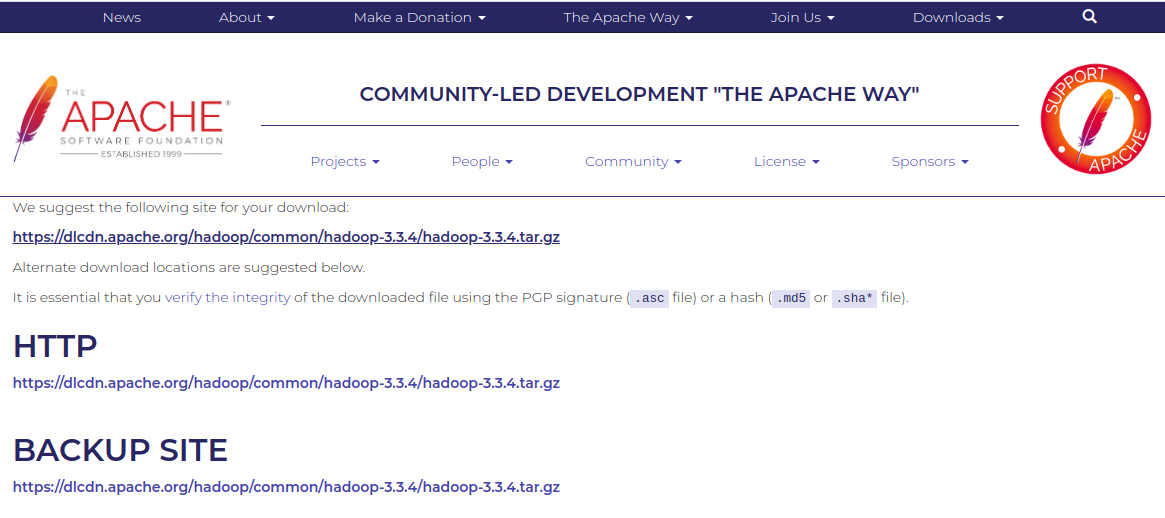 News About Make a Donation The Apache Way Join Us Downloads
THE
APACHE®
SOFTWARE FOUNDATION
ESTABLISHED 1999
COMMUNITY-LED DEVELOPMENT "THE APACHE WAY"
Projects People Community License Sponsors
SUPPORT
APACHE
We suggest the following site for your download:
https://dlcdn.apache.org/hadoop/common/hadoop-3.3.4/hadoop-3.3.4.tar.gz
Alternate download locations are suggested below.
It is essential that you verify the integrity of the downloaded file using the PGP signature (.asc file) or a hash (.md5 or .sha* file).
HTTP
https://dlcdn.apache.org/hadoop/common/hadoop-3.3.4/hadoop-3.3.4.tar.gz
BACKUP SITE
https://dlcdn.apache.org/hadoop/common/hadoop-3.3.4/hadoop-3.3.4.tar.gz